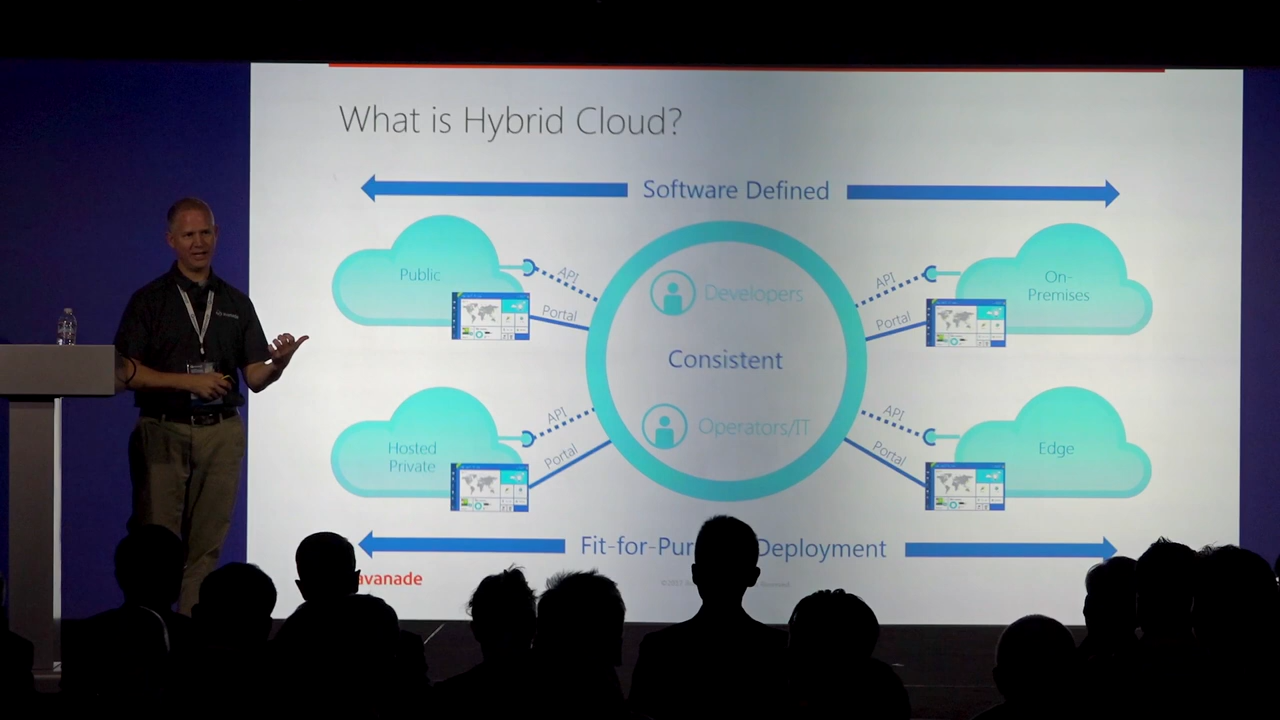 What is Hybrid Cloud?
Software Defined
Public
API
Portal
Developers
API
Portal
On-
Premises
Consistent
Hosted
Private
API
Portal
Operators/IT
API
Portal
Edge
Fit-for-Pur Deployment
avanade